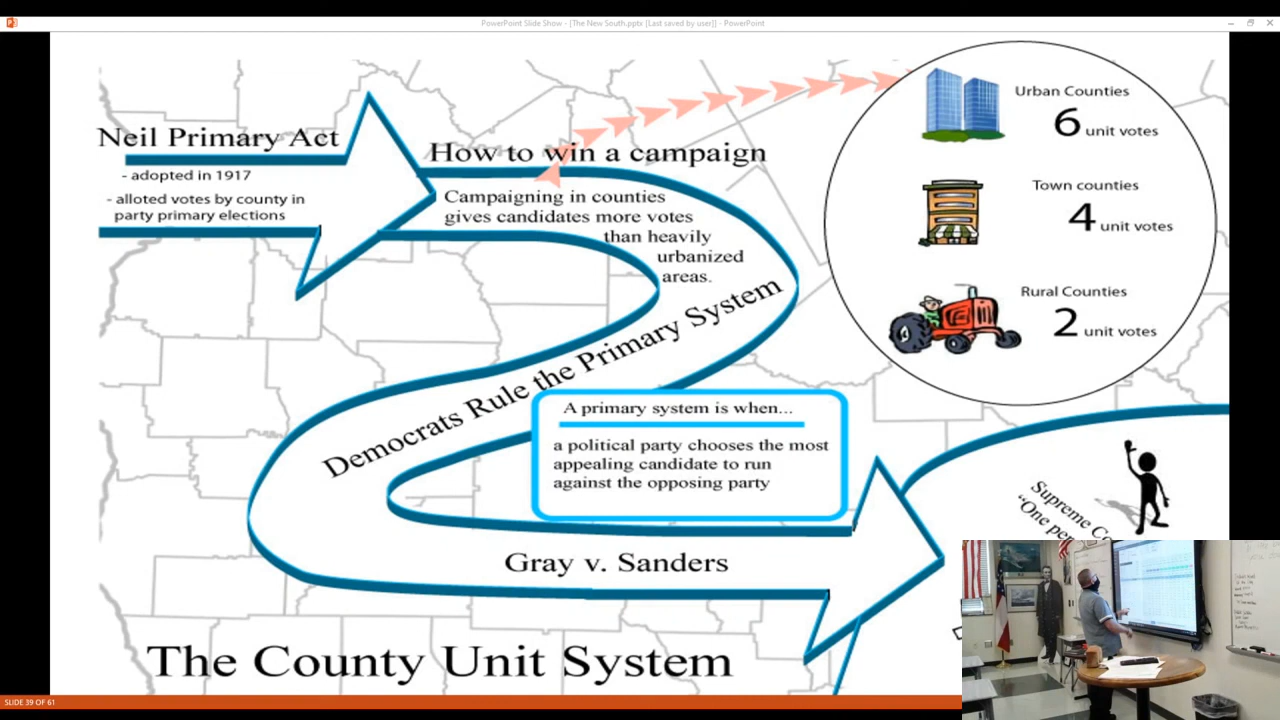 PowerPoint Slide Show - [The New South.pptx [Last saved by user]] - PowerPoint
Neil Primary Act
- adopted in 1917
- alloted votes by county in
party primary elections
How to win a campaign
Campaigning in counties
gives candidates more votes
than heavily
urbanized
areas.
Urban Counties
6 unit votes
Town counties
4 unit votes
Rural Counties
2 unit votes
Democrats Rule the Primary System
A primary system is when...
a political party chooses the most
appealing candidate to run
against the opposing party
Supreme
"One
Gray v. Sanders
The County Unit System
SLIDE 39 OF 61